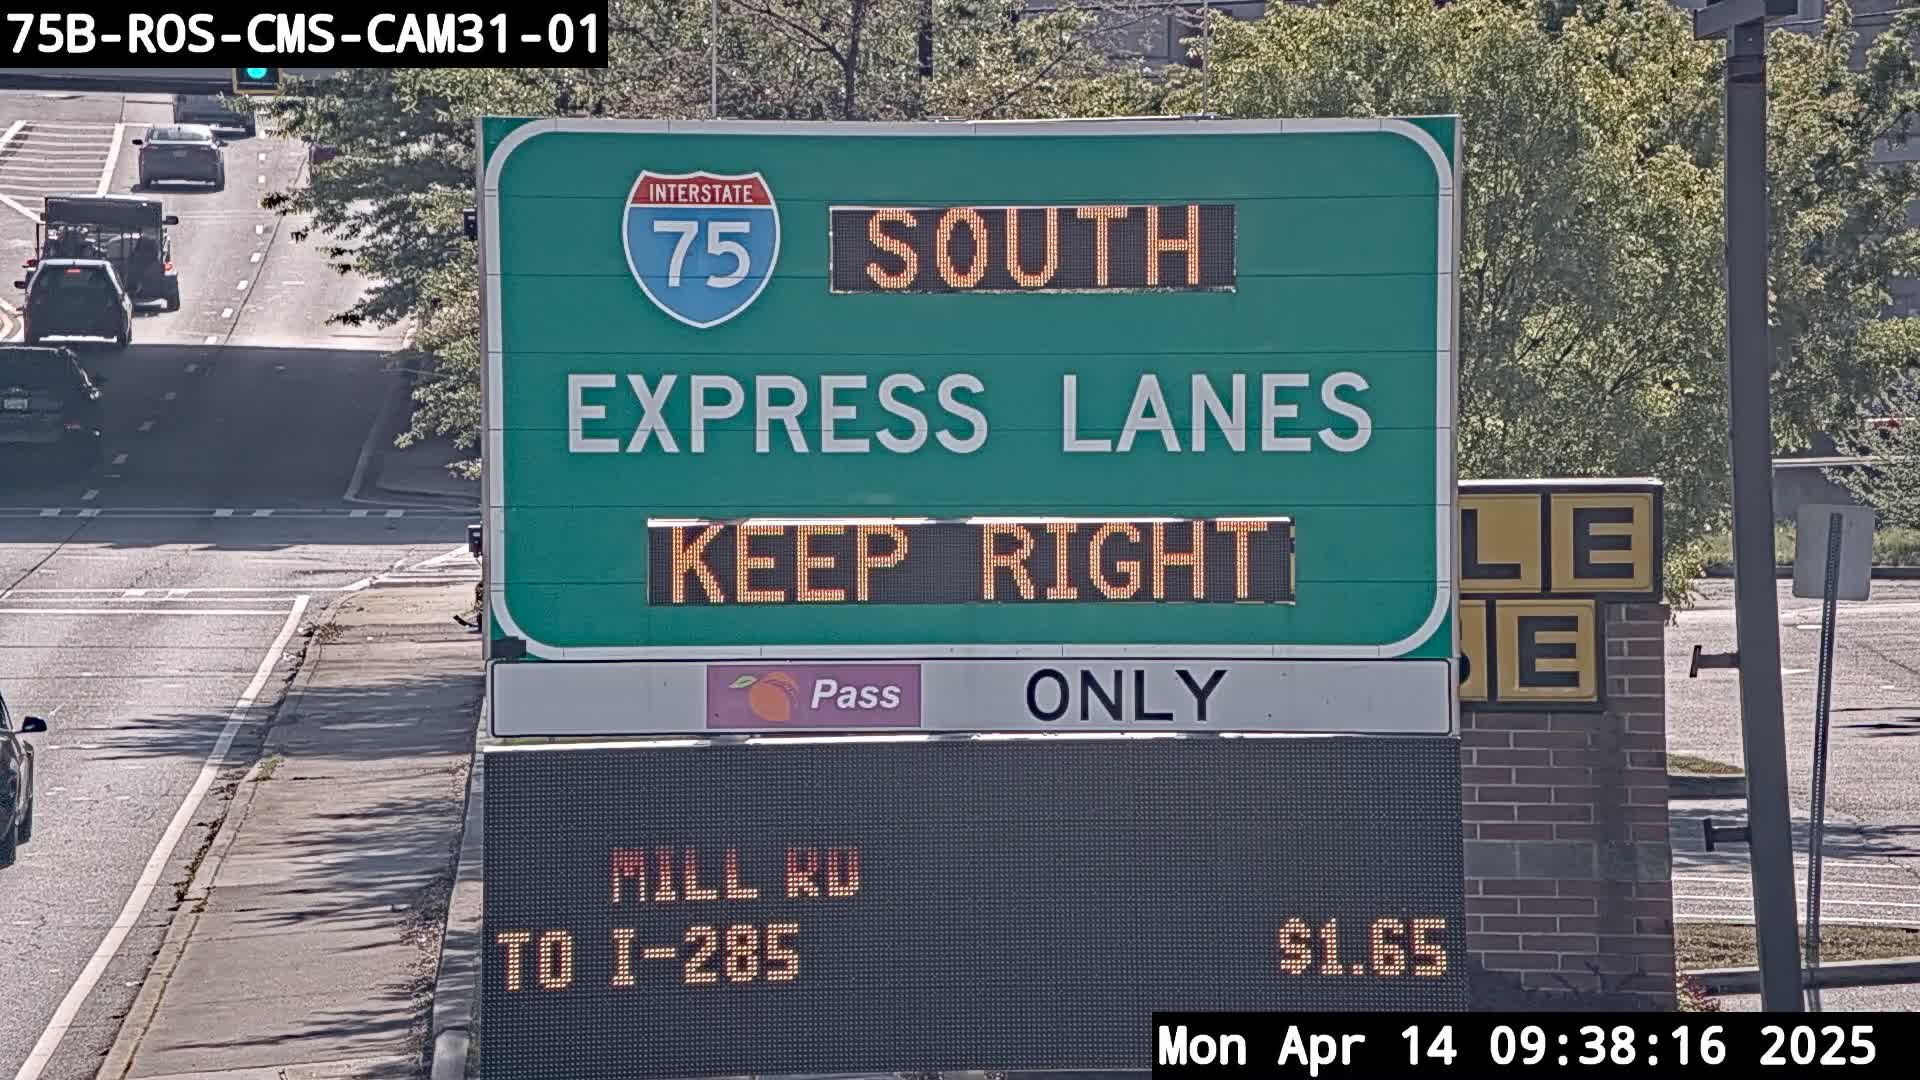 75B-ROS-CMS-CAM31-01
INTERSTATE
75
SOUTH
EXPRESS LANES
KEEP RIGHT
Pass ONLY
LE
E
MILL RD
TO I-285 $1.65
Mon Apr 14 09:38:16 2025